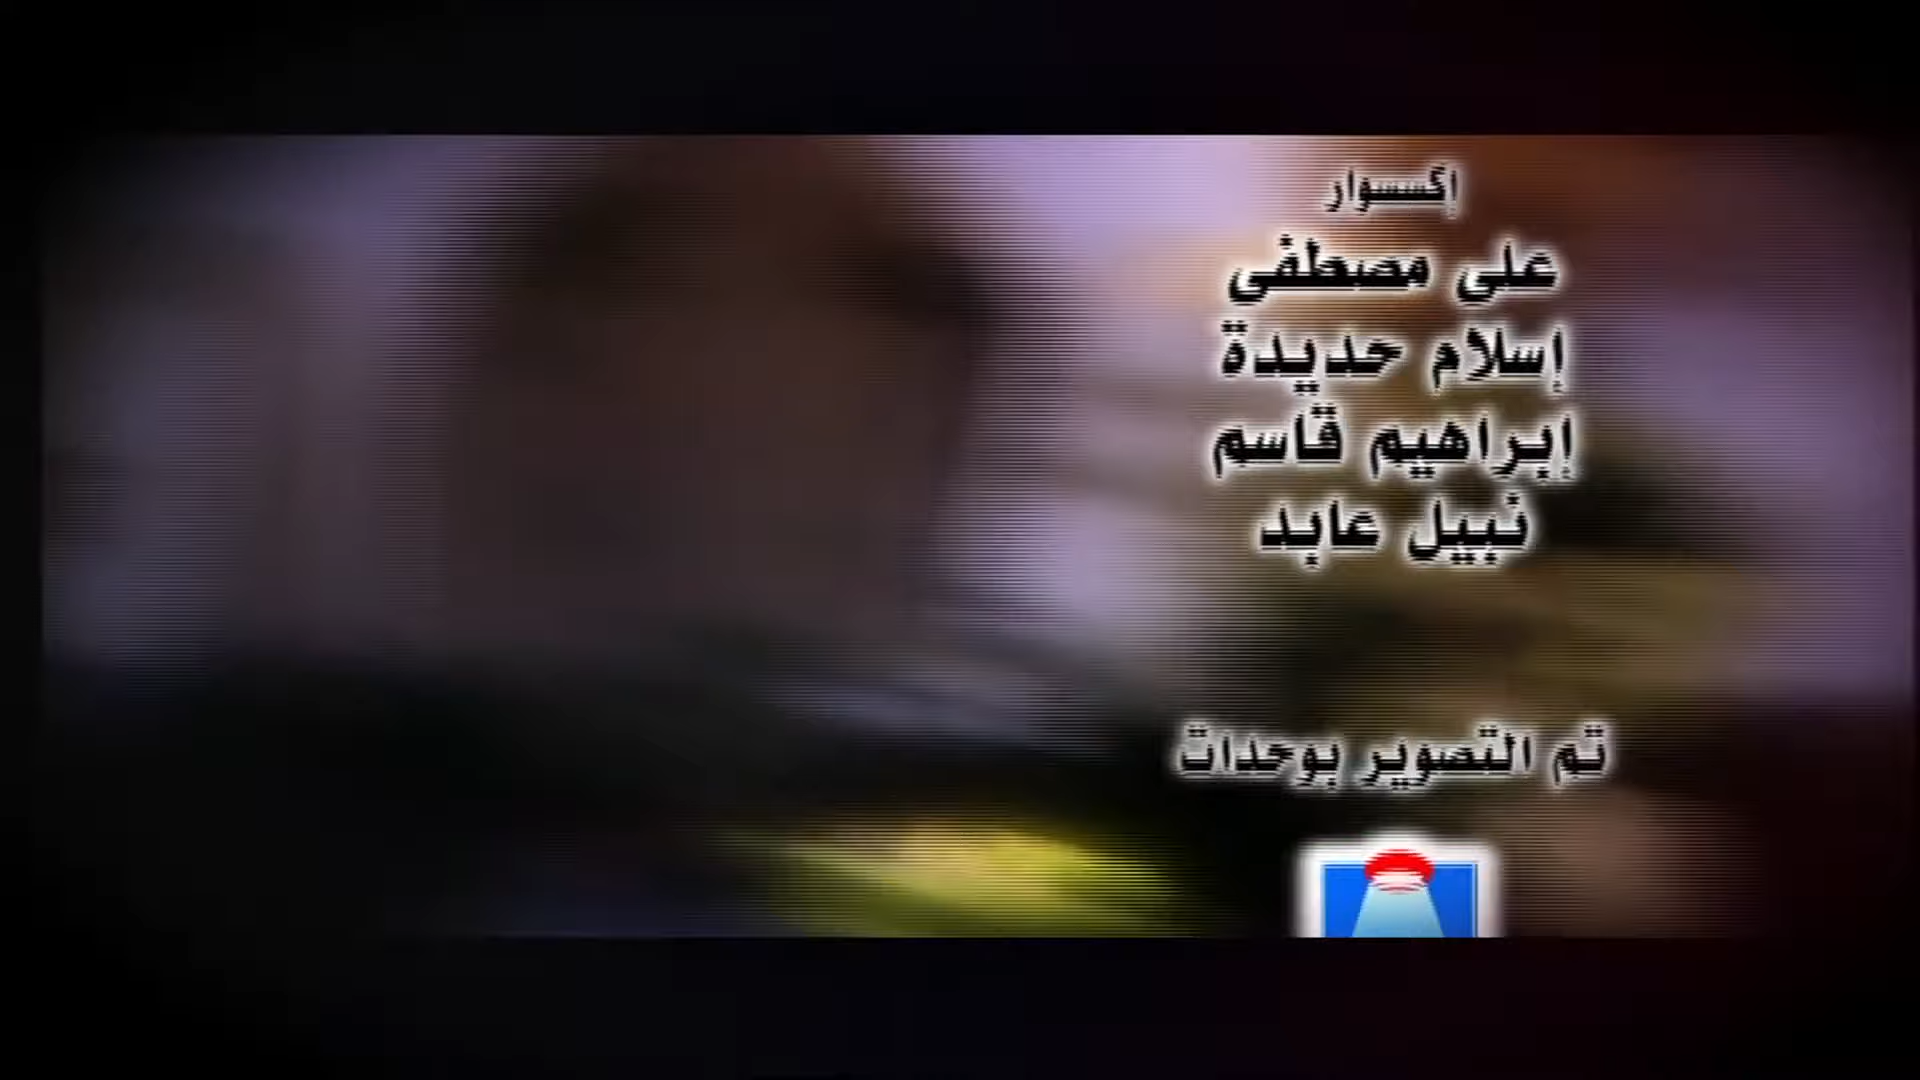 إكسسوار
على مصطفى
إسلام حديدة
إبراهيم قاسم
نبيل عابد
تم التصوير بوحدات